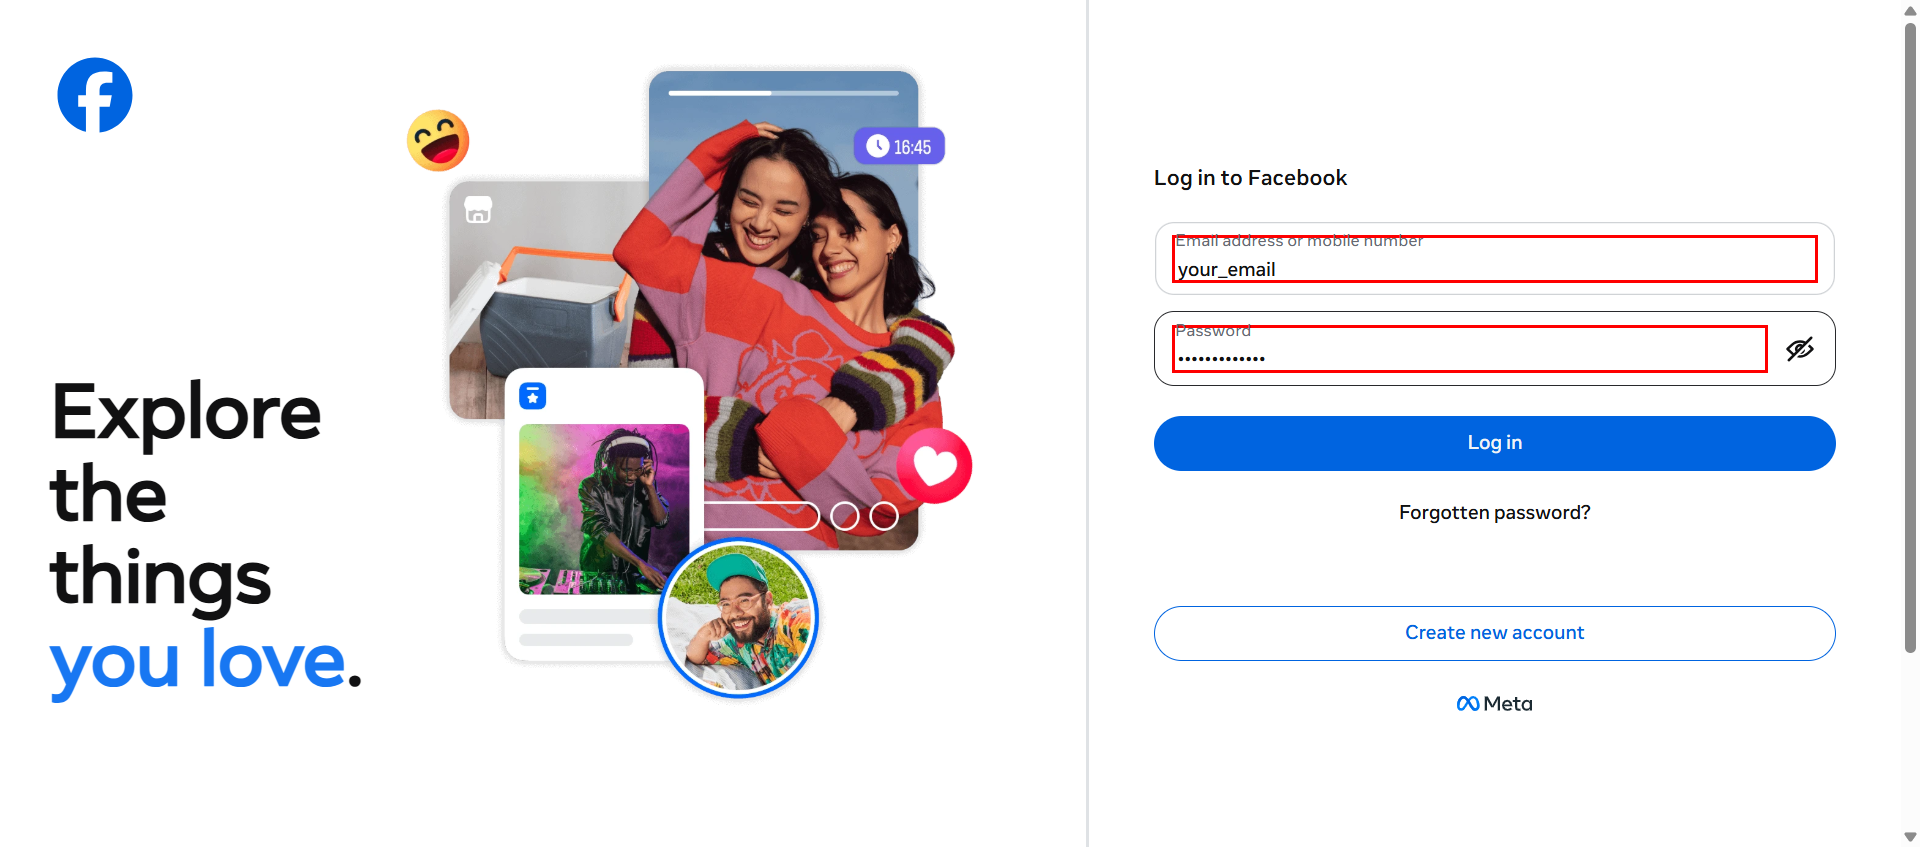 16:45
Explore
the
things
you love.
Log in to Facebook
Email address or mobile number
your_email
Password
•••••••••••••
Log in
Forgotten password?
Create new account
Meta